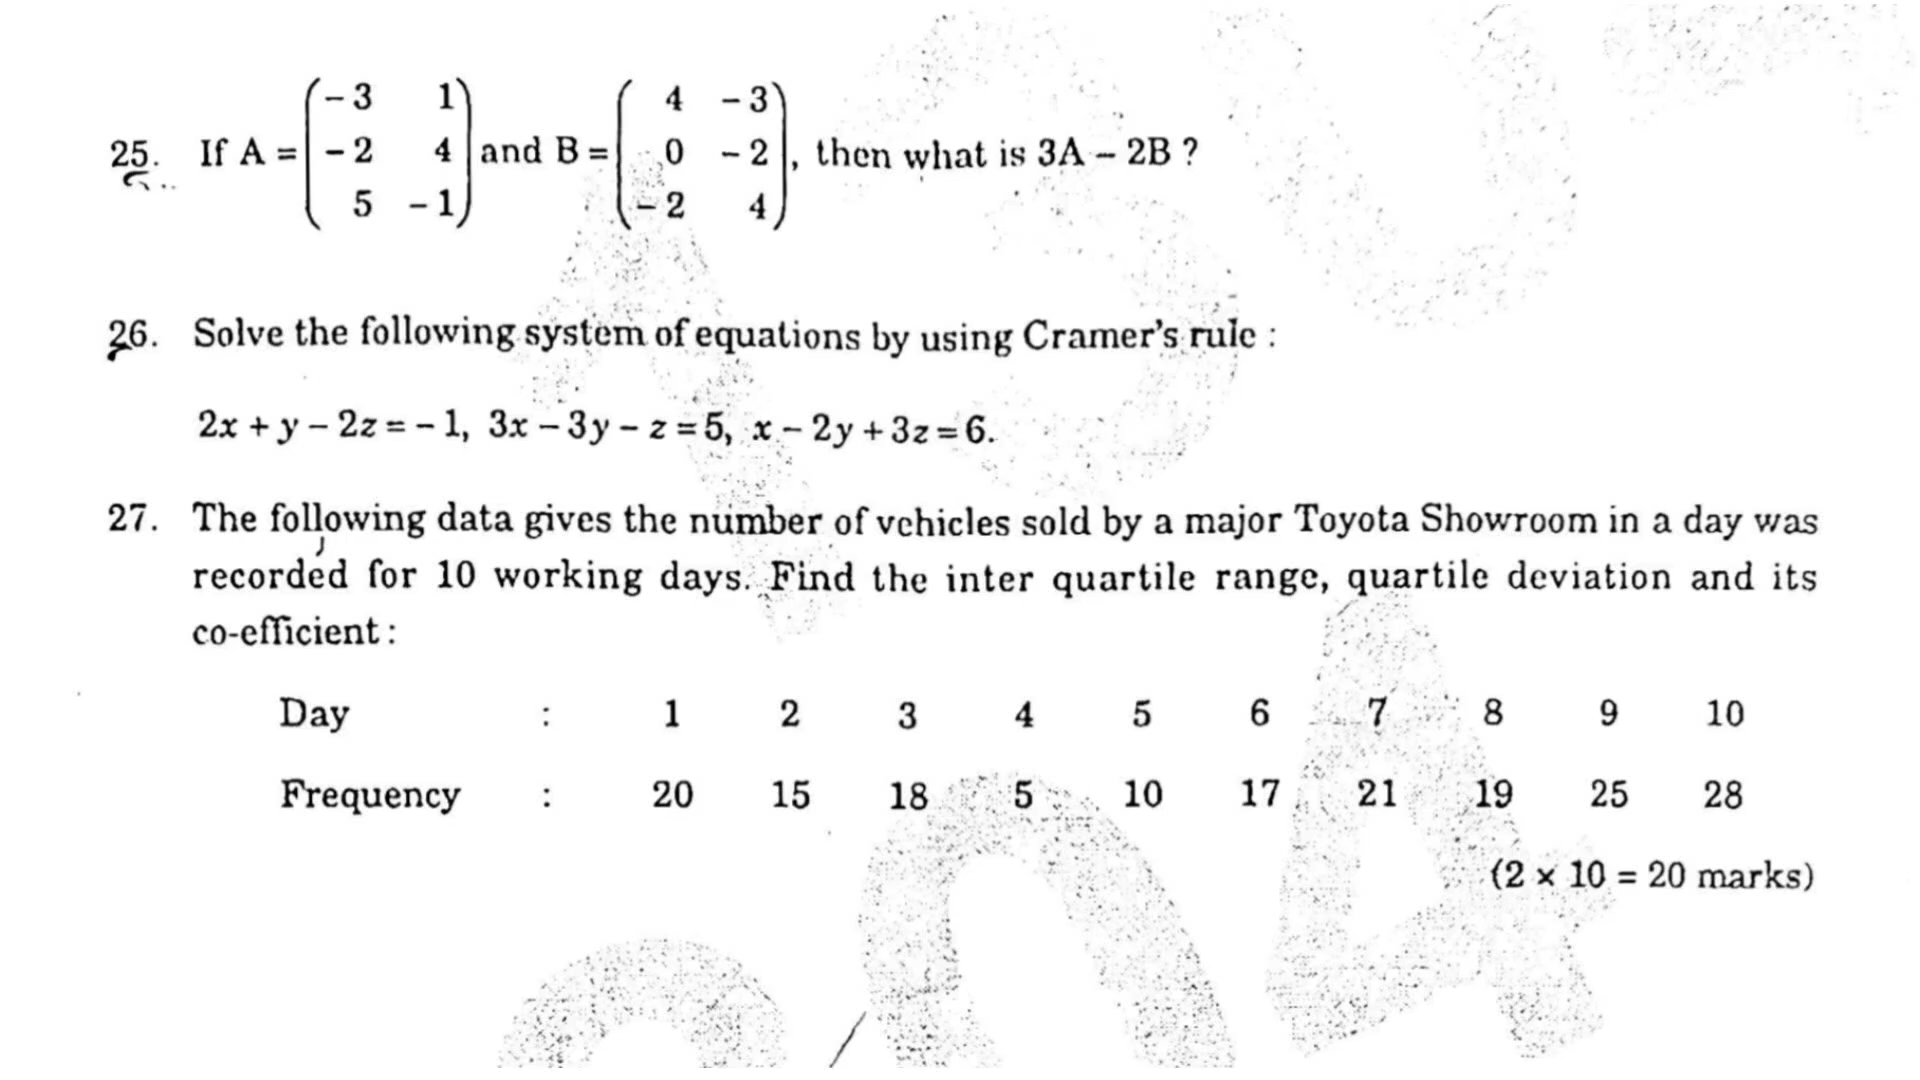 25. If A = (−3 1
−2 4
5 −1) and B = (4 −3
0 −2
−2 4), then what is 3A − 2B ?
26. Solve the following system of equations by using Cramer's rule :
2x + y − 2z = − 1, 3x − 3y − z = 5, x − 2y + 3z = 6.
27. The following data gives the number of vehicles sold by a major Toyota Showroom in a day was
recorded for 10 working days. Find the inter quartile range, quartile deviation and its
co-efficient :
Day : 1 2 3 4 5 6 7 8 9 10
Frequency : 20 15 18 5 10 17 21 19 25 28
(2 × 10 = 20 marks)